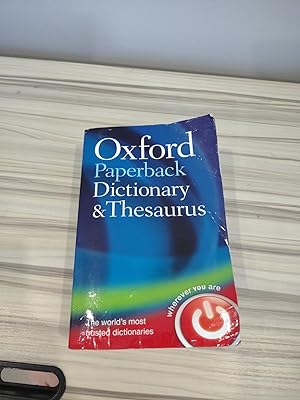 Oxford
Paperback
Dictionary
&Thesaurus
wherever you are
The world's most
trusted dictionaries